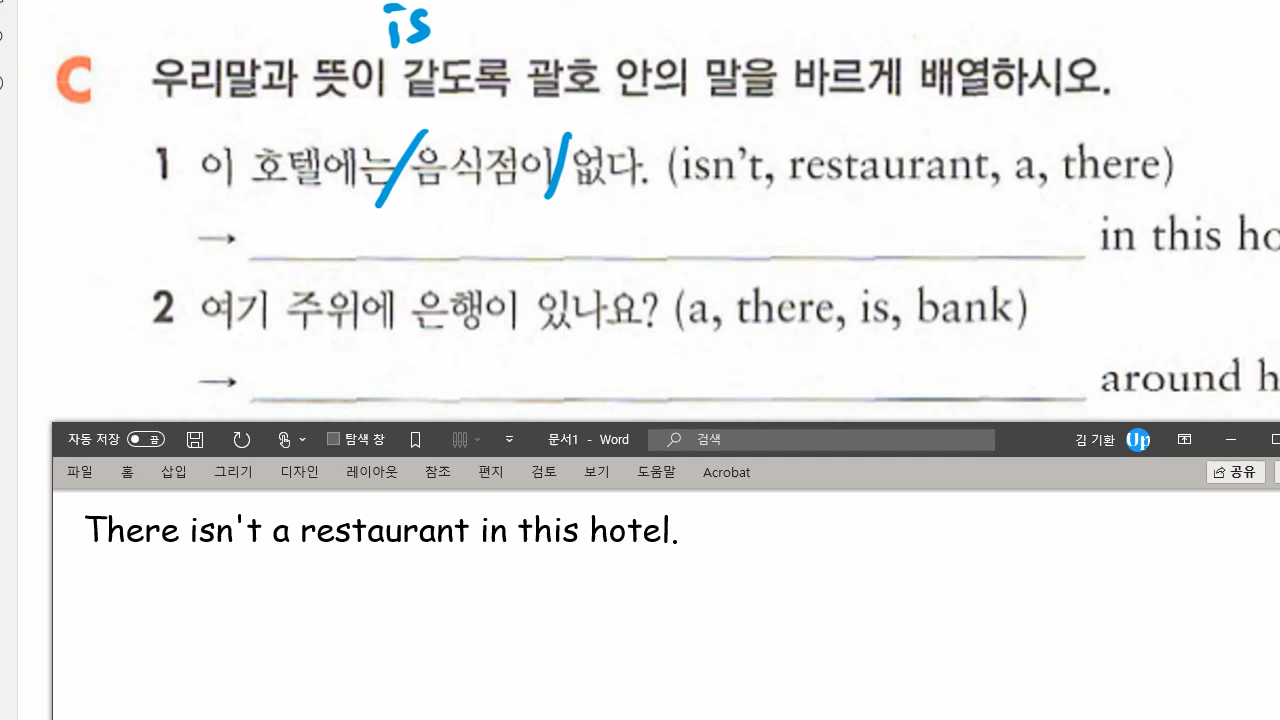 is
C 우리말과 뜻이 같도록 괄호 안의 말을 바르게 배열하시오.
1 이 호텔에는/음식점이/없다. (isn't, restaurant, a, there)
→ in this
2 여기 주위에 은행이 있나요? (a, there, is, bank)
→ around
자동 저장 끔 탐색 창 문서1 - Word 검색 김 기환 Up
파일 홈 삽입 그리기 디자인 레이아웃 참조 편지 검토 보기 도움말 Acrobat 공유
There isn't a restaurant in this hotel.